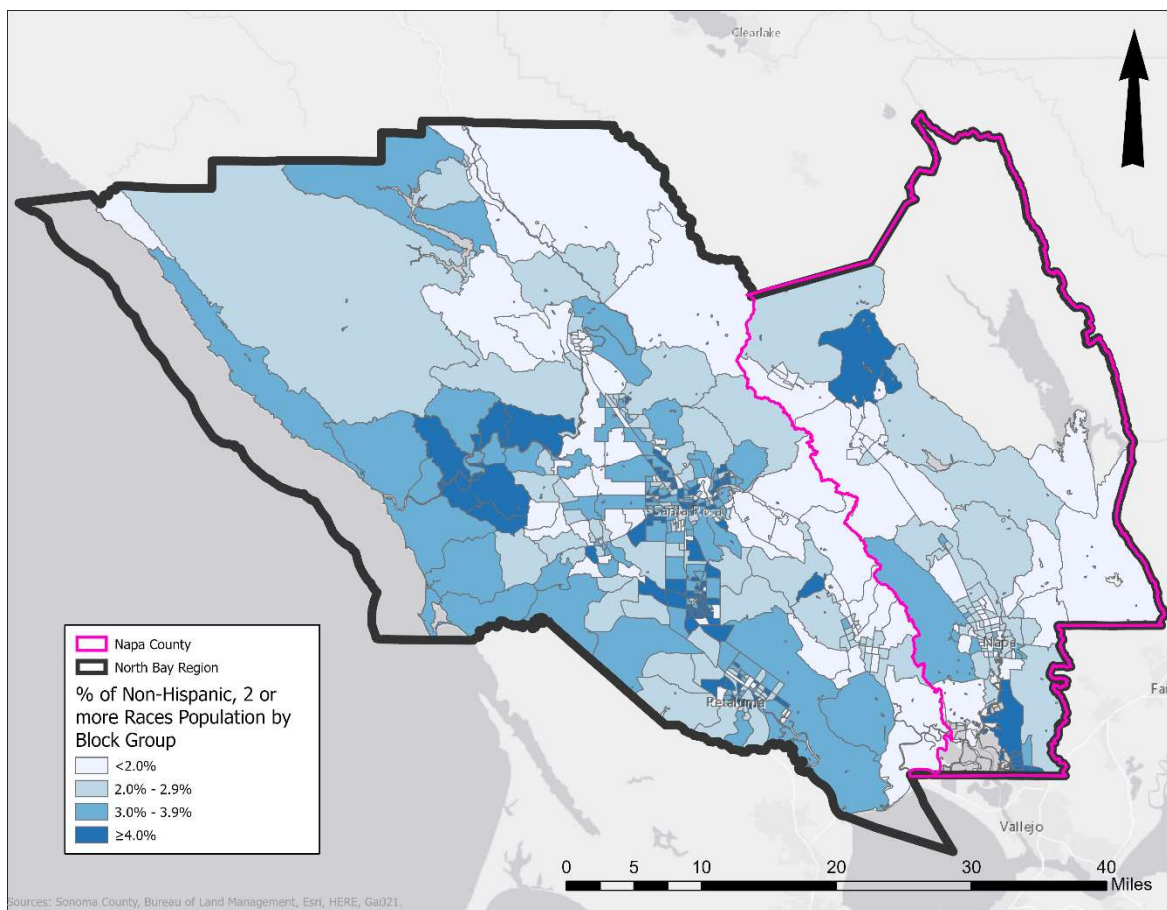 Clearlake
Santa Rosa
Napa
Petaluma
Fai
Vallejo
Napa County
North Bay Region
% of Non-Hispanic, 2 or
more Races Population by
Block Group
<2.0%
2.0% - 2.9%
3.0% - 3.9%
≥4.0%
0 5 10 20 30 40
Miles
Sources: Sonoma County, Bureau of Land Management, Esri, HERE,